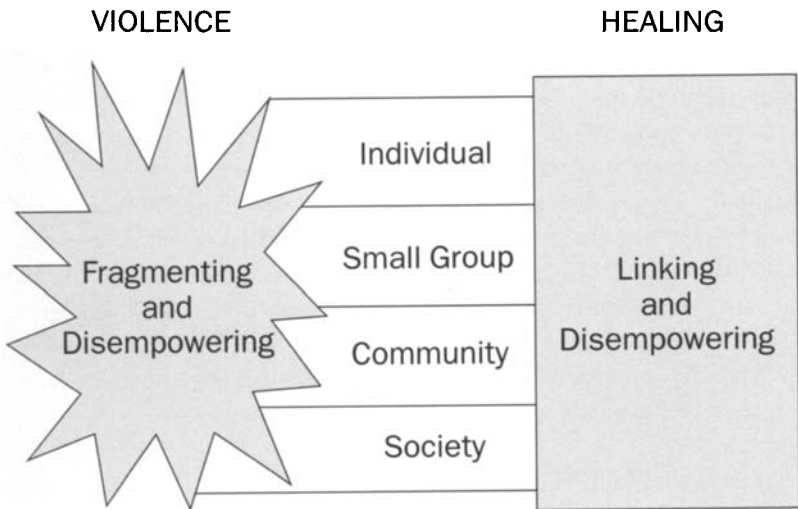 VIOLENCE
HEALING
Fragmenting
and
Disempowering
Individual
Small Group
Community
Society
Linking
and
Disempowering